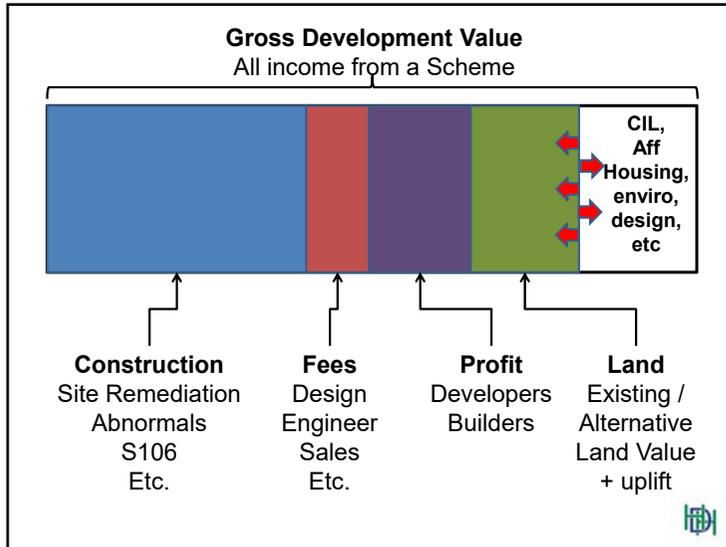 Gross Development Value
All income from a Scheme
CIL,
Aff
Housing,
enviro,
design,
etc
Construction
Site Remediation
Abnormals
S106
Etc.
Fees
Design
Engineer
Sales
Etc.
Profit
Developers
Builders
Land
Existing /
Alternative
Land Value
+ uplift
HDH